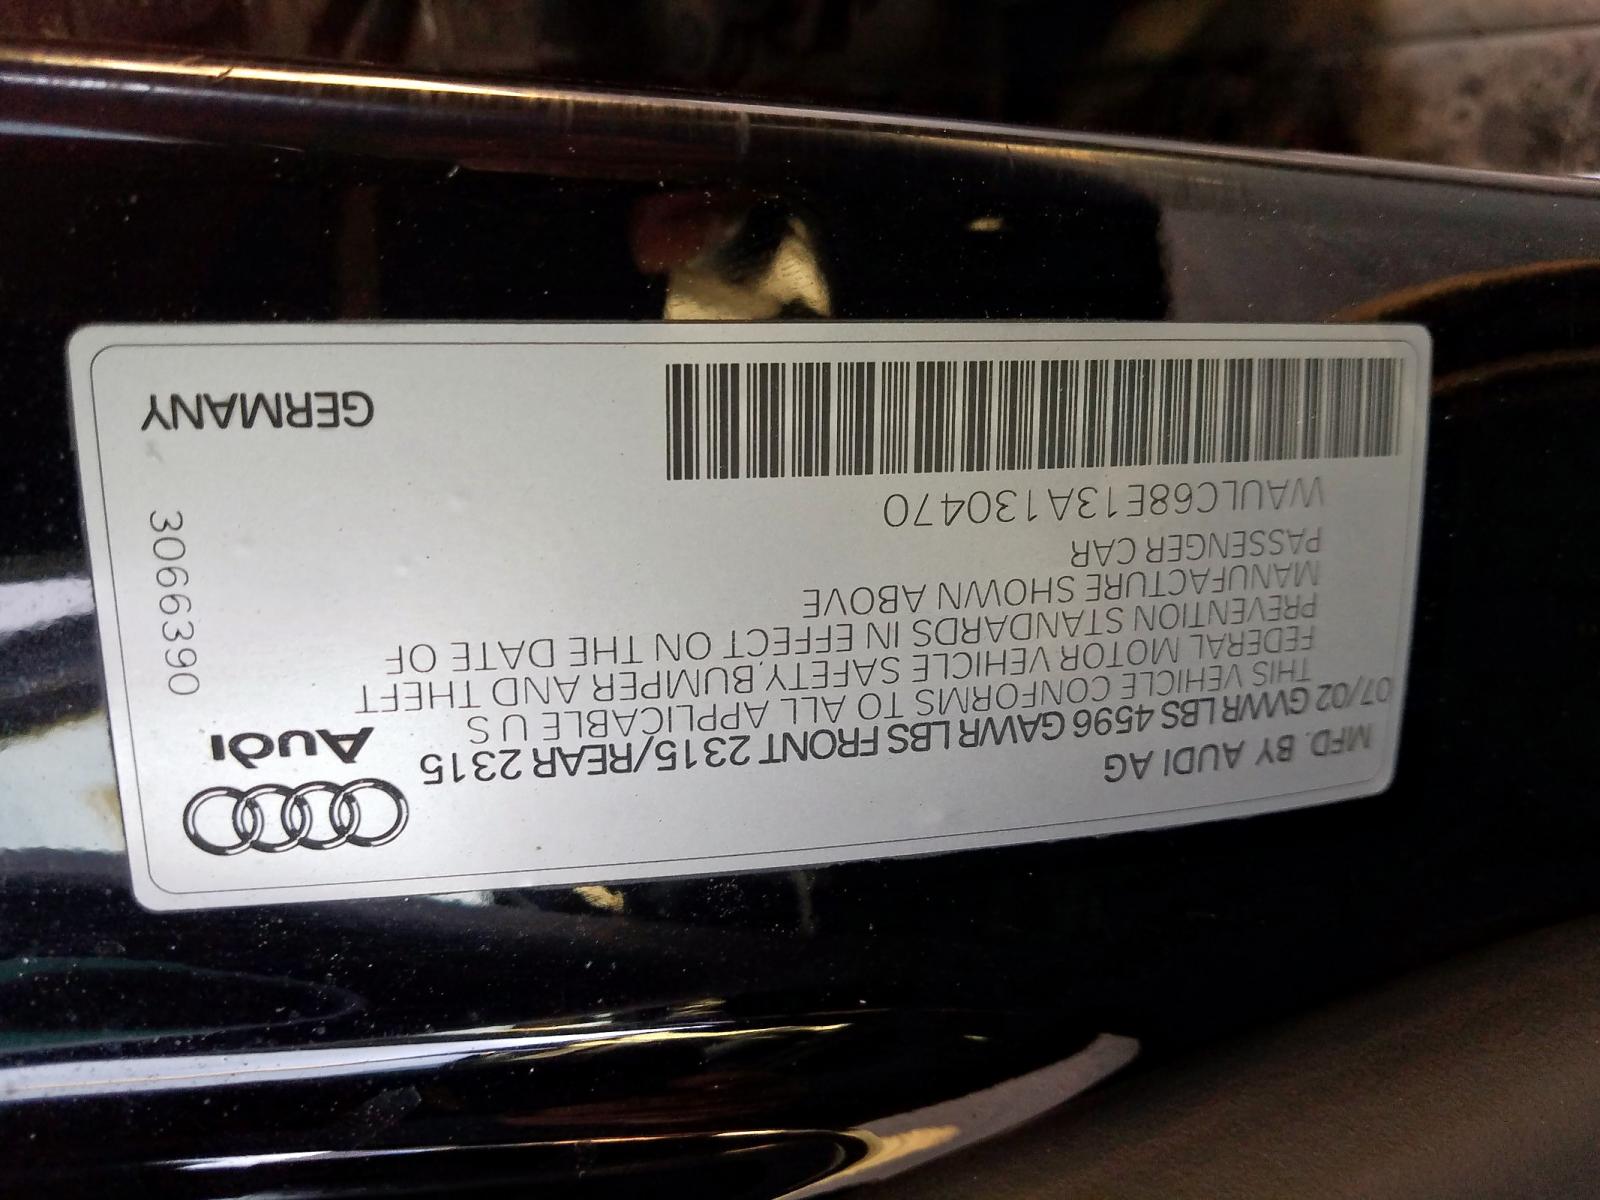 MFD. BY AUDI AG
07/02 GVWR LBS 4596 GAWR LBS FRONT 2315/REAR 2315
THIS VEHICLE CONFORMS TO ALL APPLICABLE U S
FEDERAL MOTOR VEHICLE SAFETY,BUMPER AND THEFT
PREVENTION STANDARDS IN EFFECT ON THE DATE OF
MANUFACTURE SHOWN ABOVE
PASSENGER CAR
WAULC68E13A130470
Audi
3066390
GERMANY